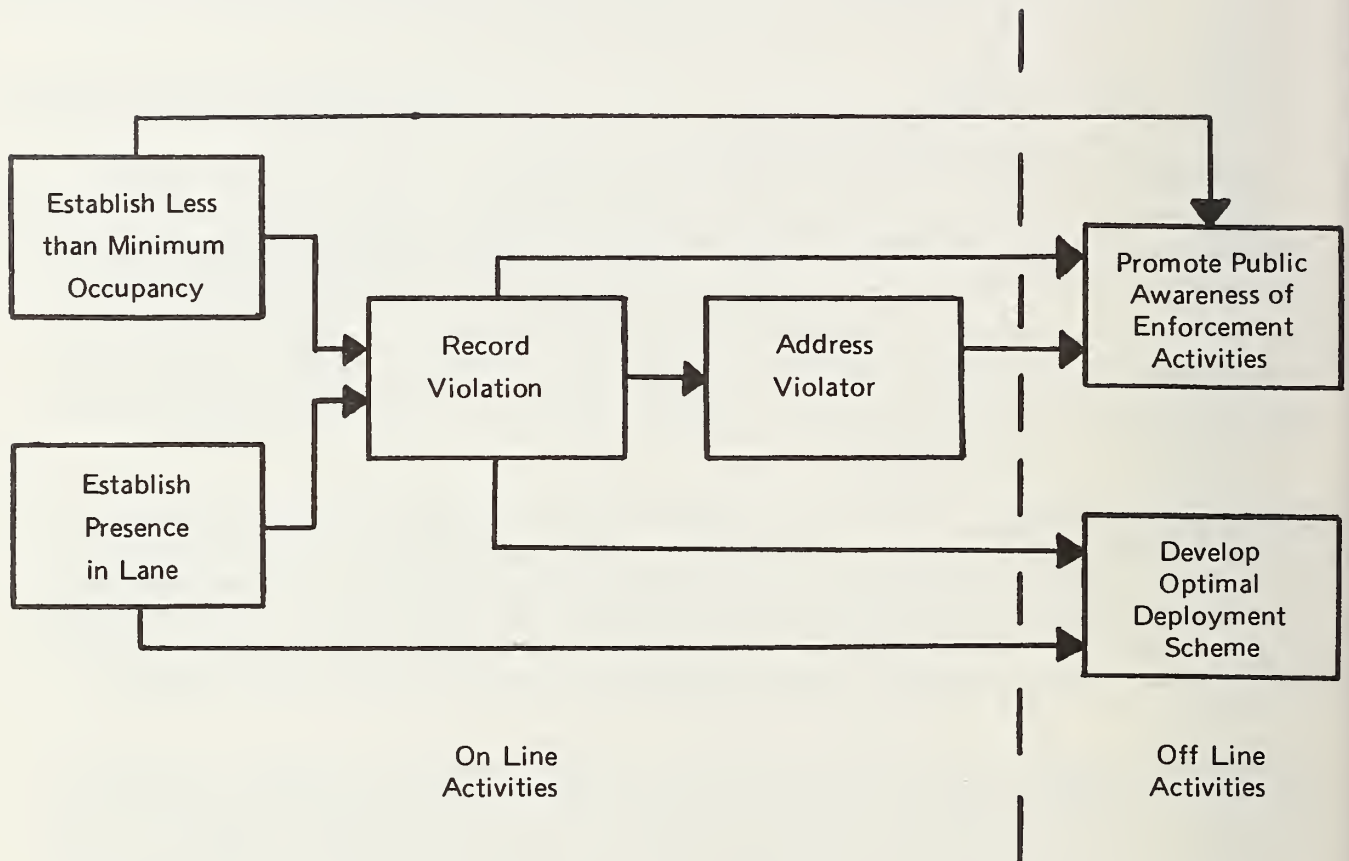 Establish Less
than Minimum
Occupancy
Establish
Presence
in Lane
Record
Violation
Address
Violator
Promote Public
Awareness of
Enforcement
Activities
Develop
Optimal
Deployment
Scheme
On Line
Activities
Off Line
Activities